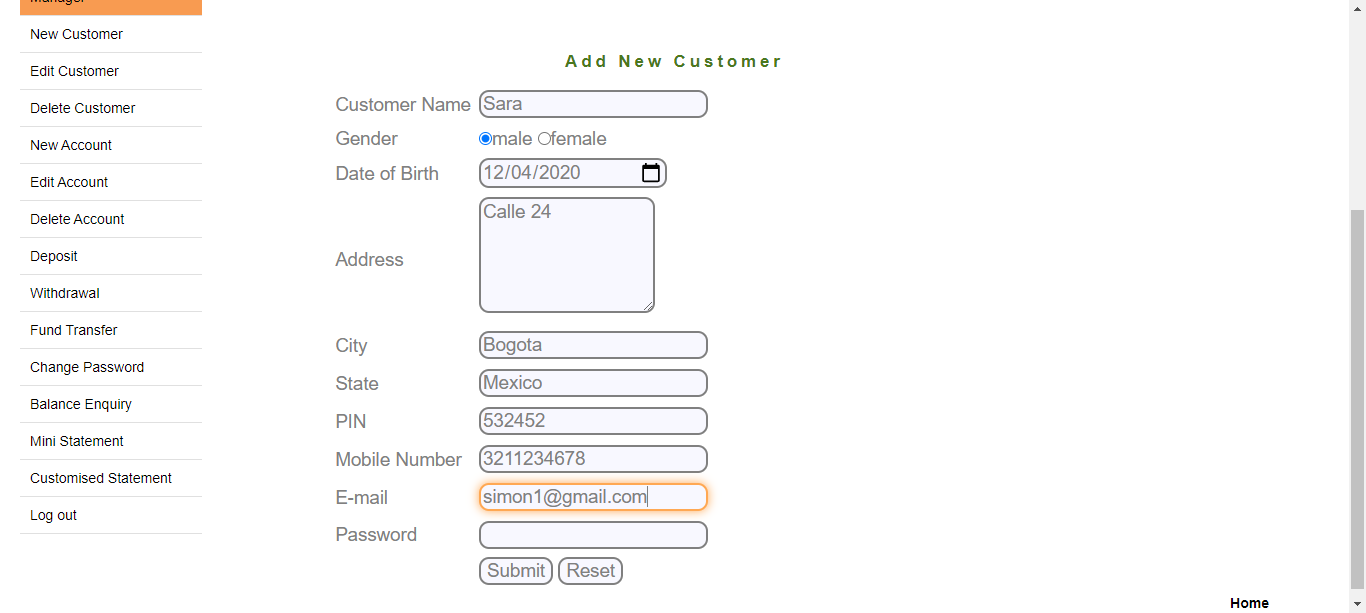 Manager
New Customer
Edit Customer
Delete Customer
New Account
Edit Account
Delete Account
Deposit
Withdrawal
Fund Transfer
Change Password
Balance Enquiry
Mini Statement
Customised Statement
Log out
Add New Customer
Customer Name Sara
Gender male female
Date of Birth 12/04/2020
Address Calle 24
City Bogota
State Mexico
PIN 532452
Mobile Number 3211234678
E-mail simon1@gmail.com
Password
Submit Reset
Home